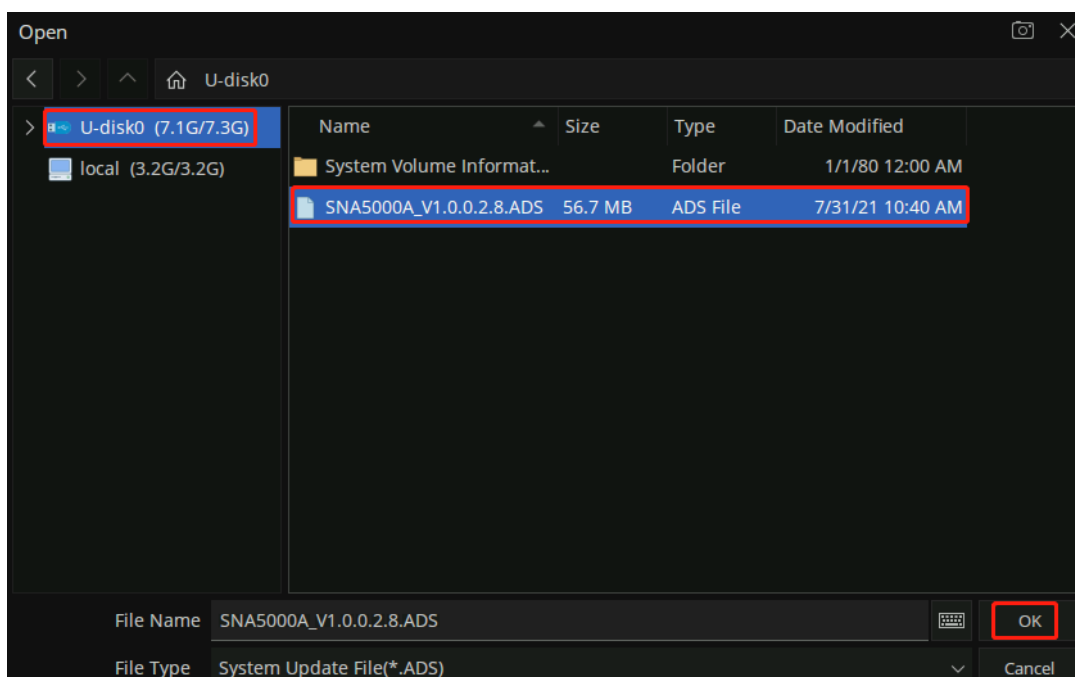 Open
U-disk0
U-disk0 (7.1G/7.3G)
local (3.2G/3.2G)
Name Size Type Date Modified
System Volume Informat... Folder 1/1/80 12:00 AM
SNA5000A_V1.0.0.2.8.ADS 56.7 MB ADS File 7/31/21 10:40 AM
File Name SNA5000A_V1.0.0.2.8.ADS OK
File Type System Update File(*.ADS) Cancel